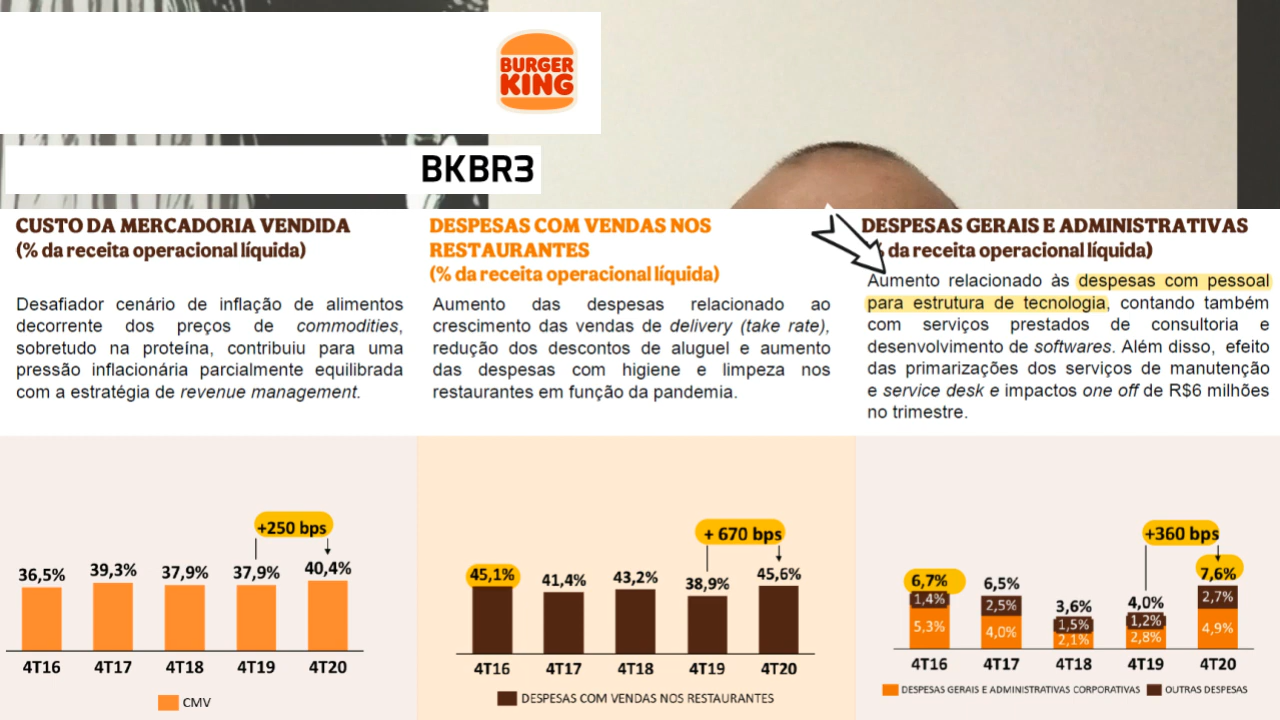 BURGER
KING
BKBR3
CUSTO DA MERCADORIA VENDIDA
(% da receita operacional líquida)
Desafiador cenário de inflação de alimentos
decorrente dos preços de commodities,
sobretudo na proteína, contribuiu para uma
pressão inflacionária parcialmente equilibrada
com a estratégia de revenue management.
+250 bps
36,5%
39,3%
37,9%
37,9%
40,4%
4T16
4T17
4T18
4T19
4T20
CMV
DESPESAS COM VENDAS NOS
RESTAURANTES
(% da receita operacional líquida)
Aumento das despesas relacionado ao
crescimento das vendas de delivery (take rate),
redução dos descontos de aluguel e aumento
das despesas com higiene e limpeza nos
restaurantes em função da pandemia.
+ 670 bps
45,1%
41,4%
43,2%
38,9%
45,6%
4T16
4T17
4T18
4T19
4T20
DESPESAS COM VENDAS NOS RESTAURANTES
DESPESAS GERAIS E ADMINISTRATIVAS
da receita operacional líquida)
Aumento relacionado às despesas com pessoal
para estrutura de tecnologia, contando também
com serviços prestados de consultoria e
desenvolvimento de softwares. Além disso, efeito
das primarizações dos serviços de manutenção
e service desk e impactos one off de R$6 milhões
no trimestre.
+360 bps
6,7%
6,5%
3,6%
4,0%
7,6%
1,4%
2,5%
1,5%
1,2%
2,7%
5,3%
4,0%
2,1%
2,8%
4,9%
4T16
4T17
4T18
4T19
4T20
DESPESAS GERAIS E ADMINISTRATIVAS CORPORATIVAS
OUTRAS DESPESAS